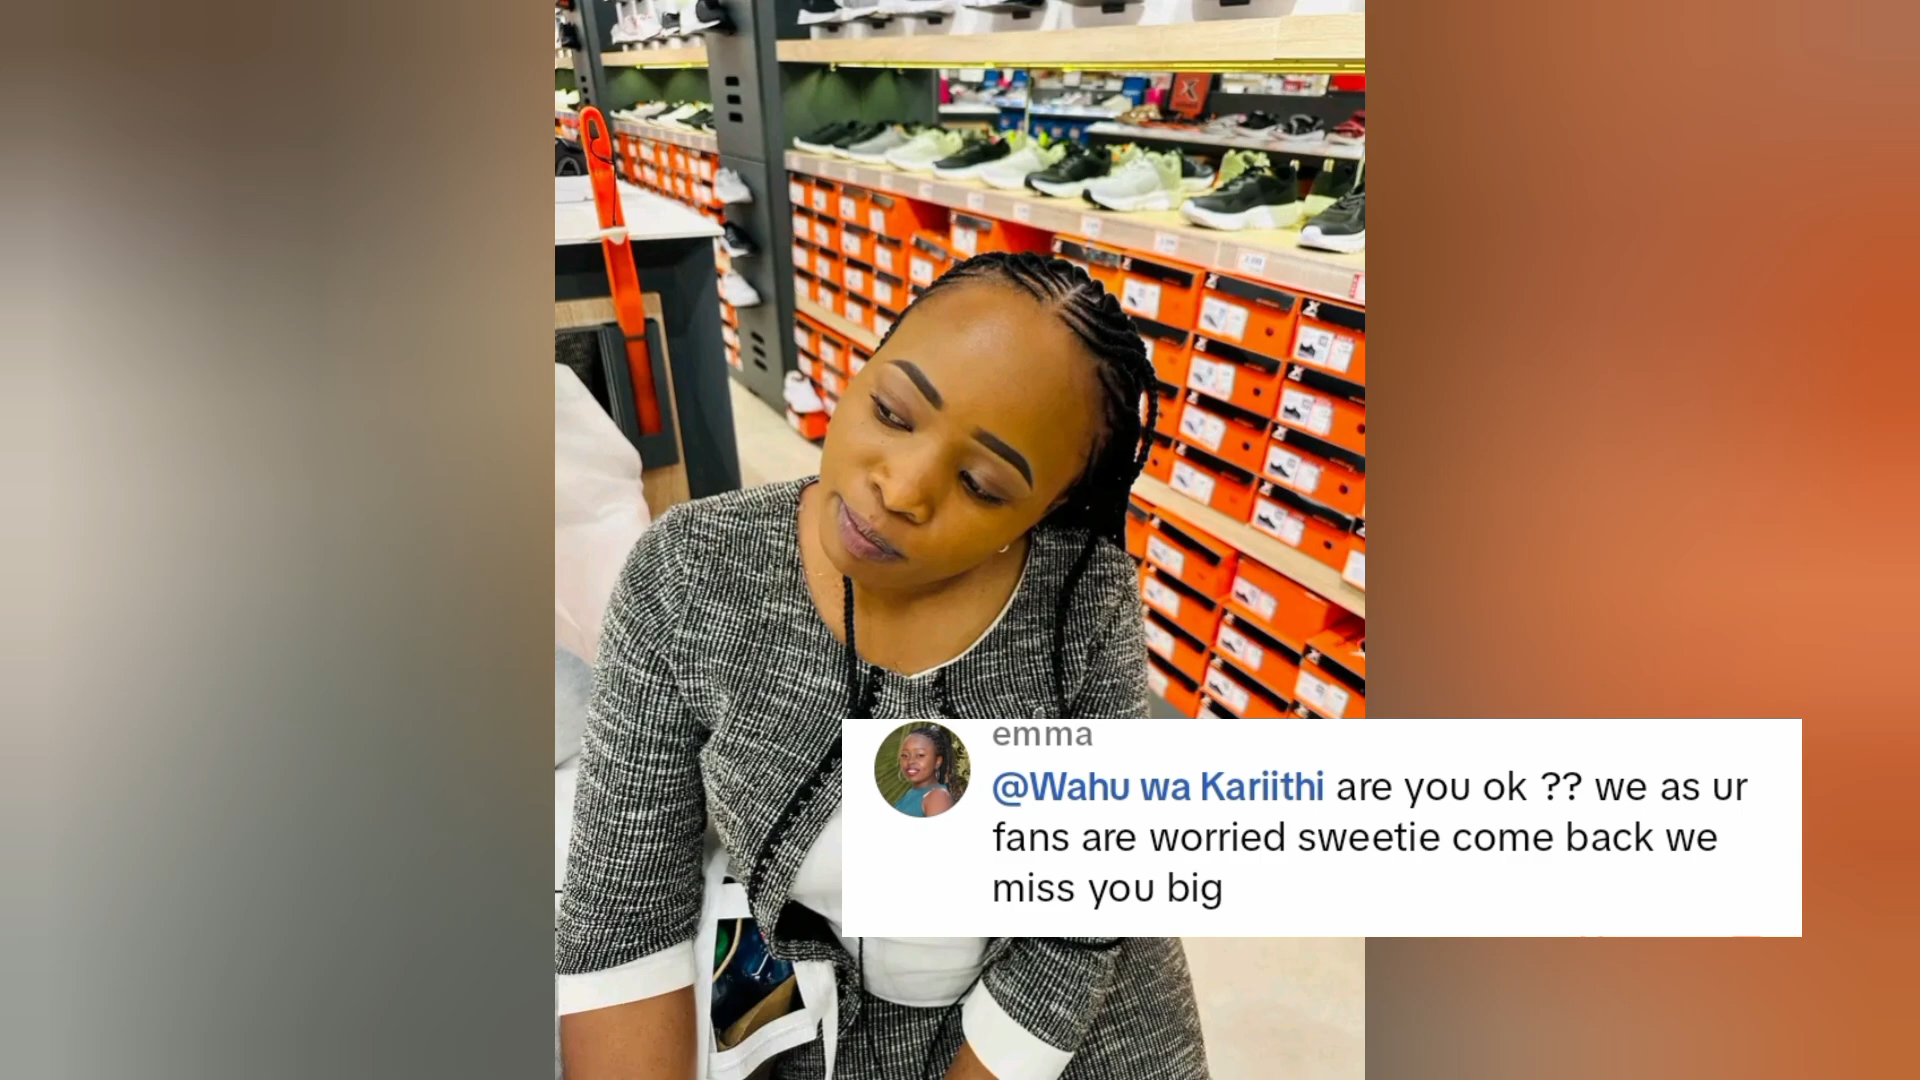 emma
@Wahu wa Kariithi are you ok ?? we as ur
fans are worried sweetie come back we
miss you big